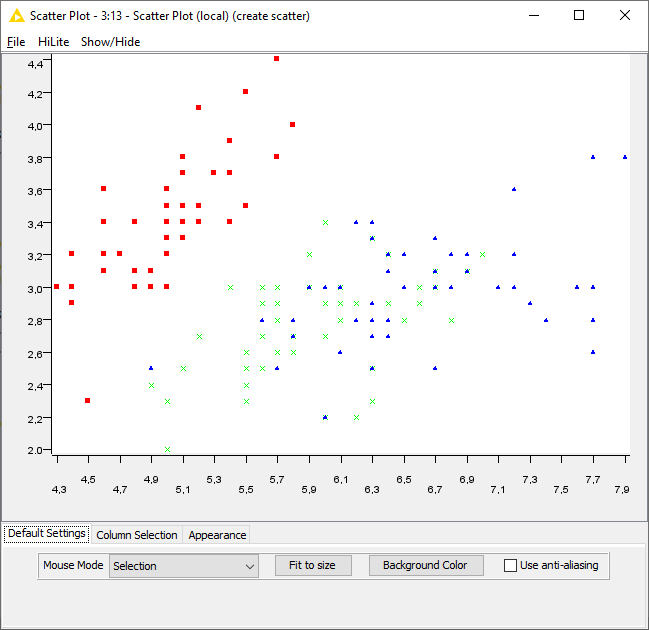 Scatter Plot - 3:13 - Scatter Plot (local) (create scatter)
File HiLite Show/Hide
4,4
4,2
4,0
3,8
3,6
3,4
3,2
3,0
2,8
2,6
2,4
2,2
2,0
4,5 4,9 5,3 5,7 6,1 6,5 6,9 7,3 7,7
4,3 4,7 5,1 5,5 5,9 6,3 6,7 7,1 7,5 7,9
Default Settings Column Selection Appearance
Mouse Mode Selection Fit to size Background Color Use anti-aliasing